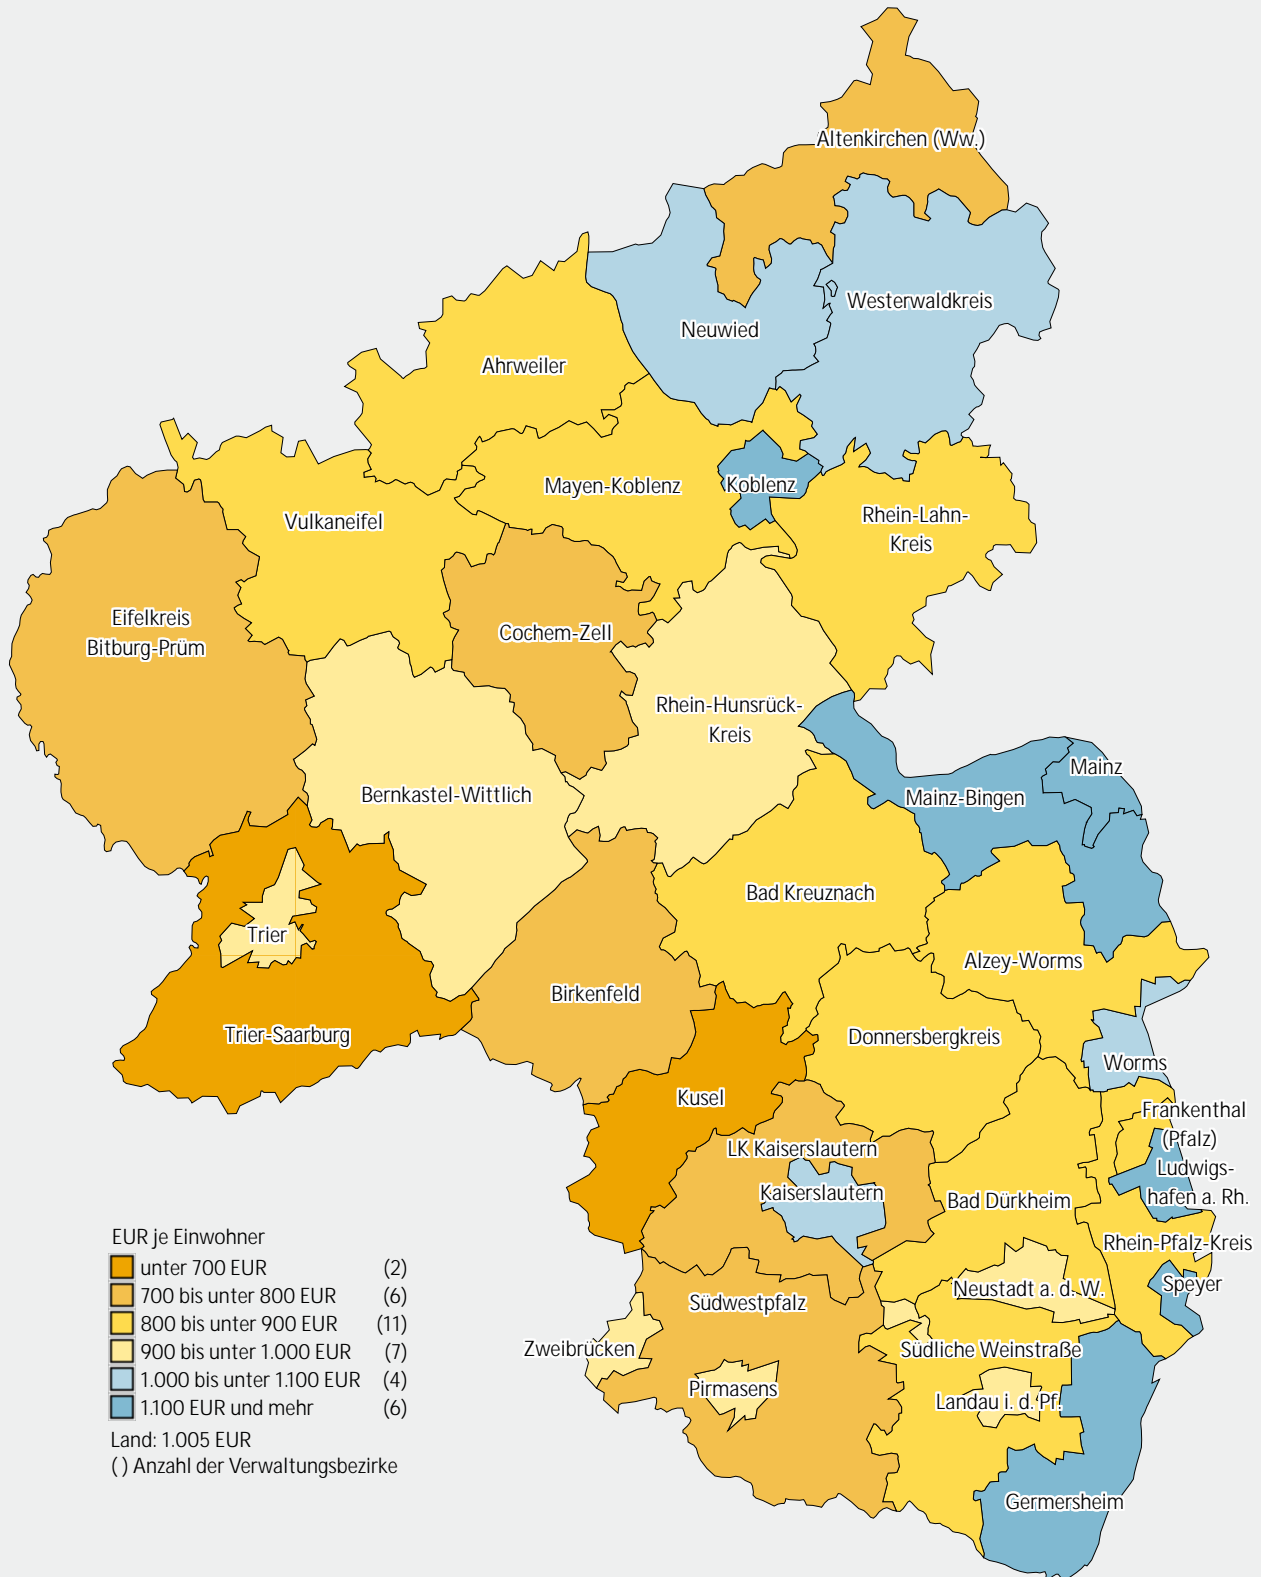 Altenkirchen (Ww.)
Westerwaldkreis
Neuwied
Ahrweiler
Mayen-Koblenz
Koblenz
Vulkaneifel
Rhein-Lahn-
Kreis
Eifelkreis
Bitburg-Prüm
Cochem-Zell
Rhein-Hunsrück-
Kreis
Mainz
Mainz-Bingen
Bernkastel-Wittlich
Bad Kreuznach
Trier
Alzey-Worms
Birkenfeld
Trier-Saarburg
Donnersbergkreis
Worms
Kusel
Frankenthal
(Pfalz)
LK Kaiserslautern
Ludwigs-
hafen a. Rh.
Kaiserslautern
Bad Dürkheim
Rhein-Pfalz-Kreis
Neustadt a. d. W.
Speyer
Südwestpfalz
Zweibrücken
Südliche Weinstraße
Pirmasens
Landau i. d. Pf.
Germersheim
EUR je Einwohner
unter 700 EUR (2)
700 bis unter 800 EUR (6)
800 bis unter 900 EUR (11)
900 bis unter 1.000 EUR (7)
1.000 bis unter 1.100 EUR (4)
1.100 EUR und mehr (6)
Land: 1.005 EUR
( ) Anzahl der Verwaltungsbezirke